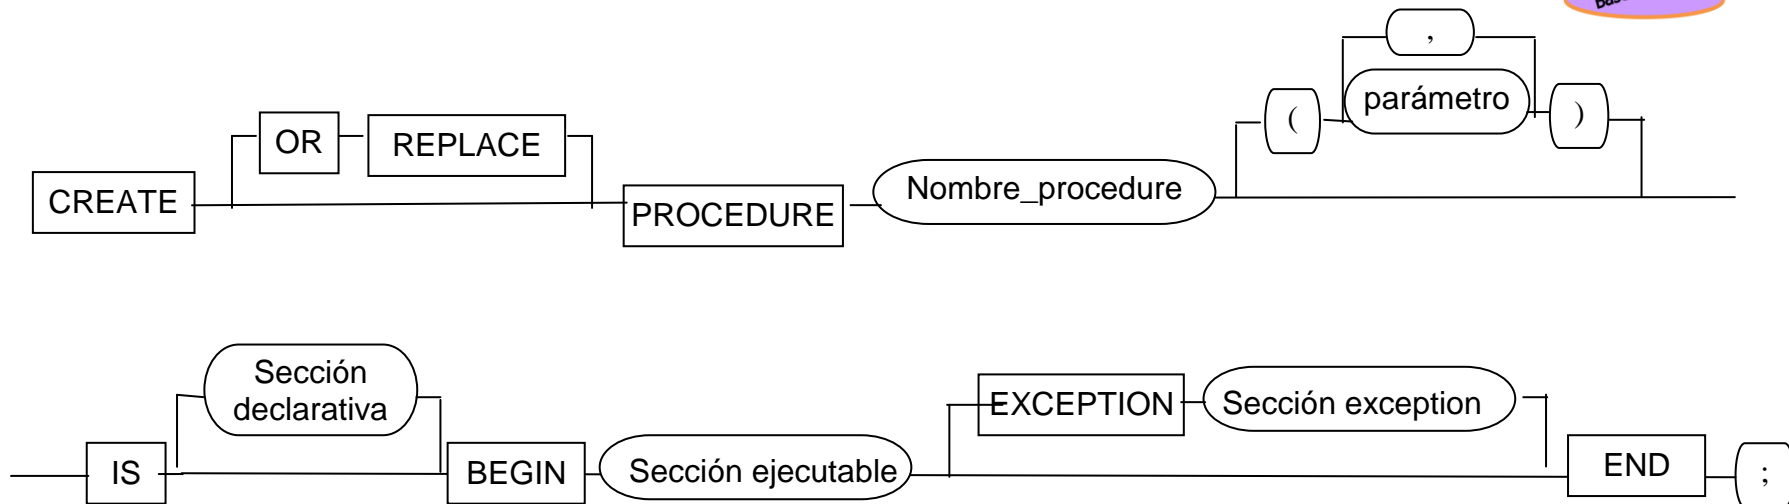 ,
( parámetro )
OR REPLACE
CREATE PROCEDURE Nombre_procedure
Sección
declarativa
EXCEPTION Sección exception
IS BEGIN Sección ejecutable END ;